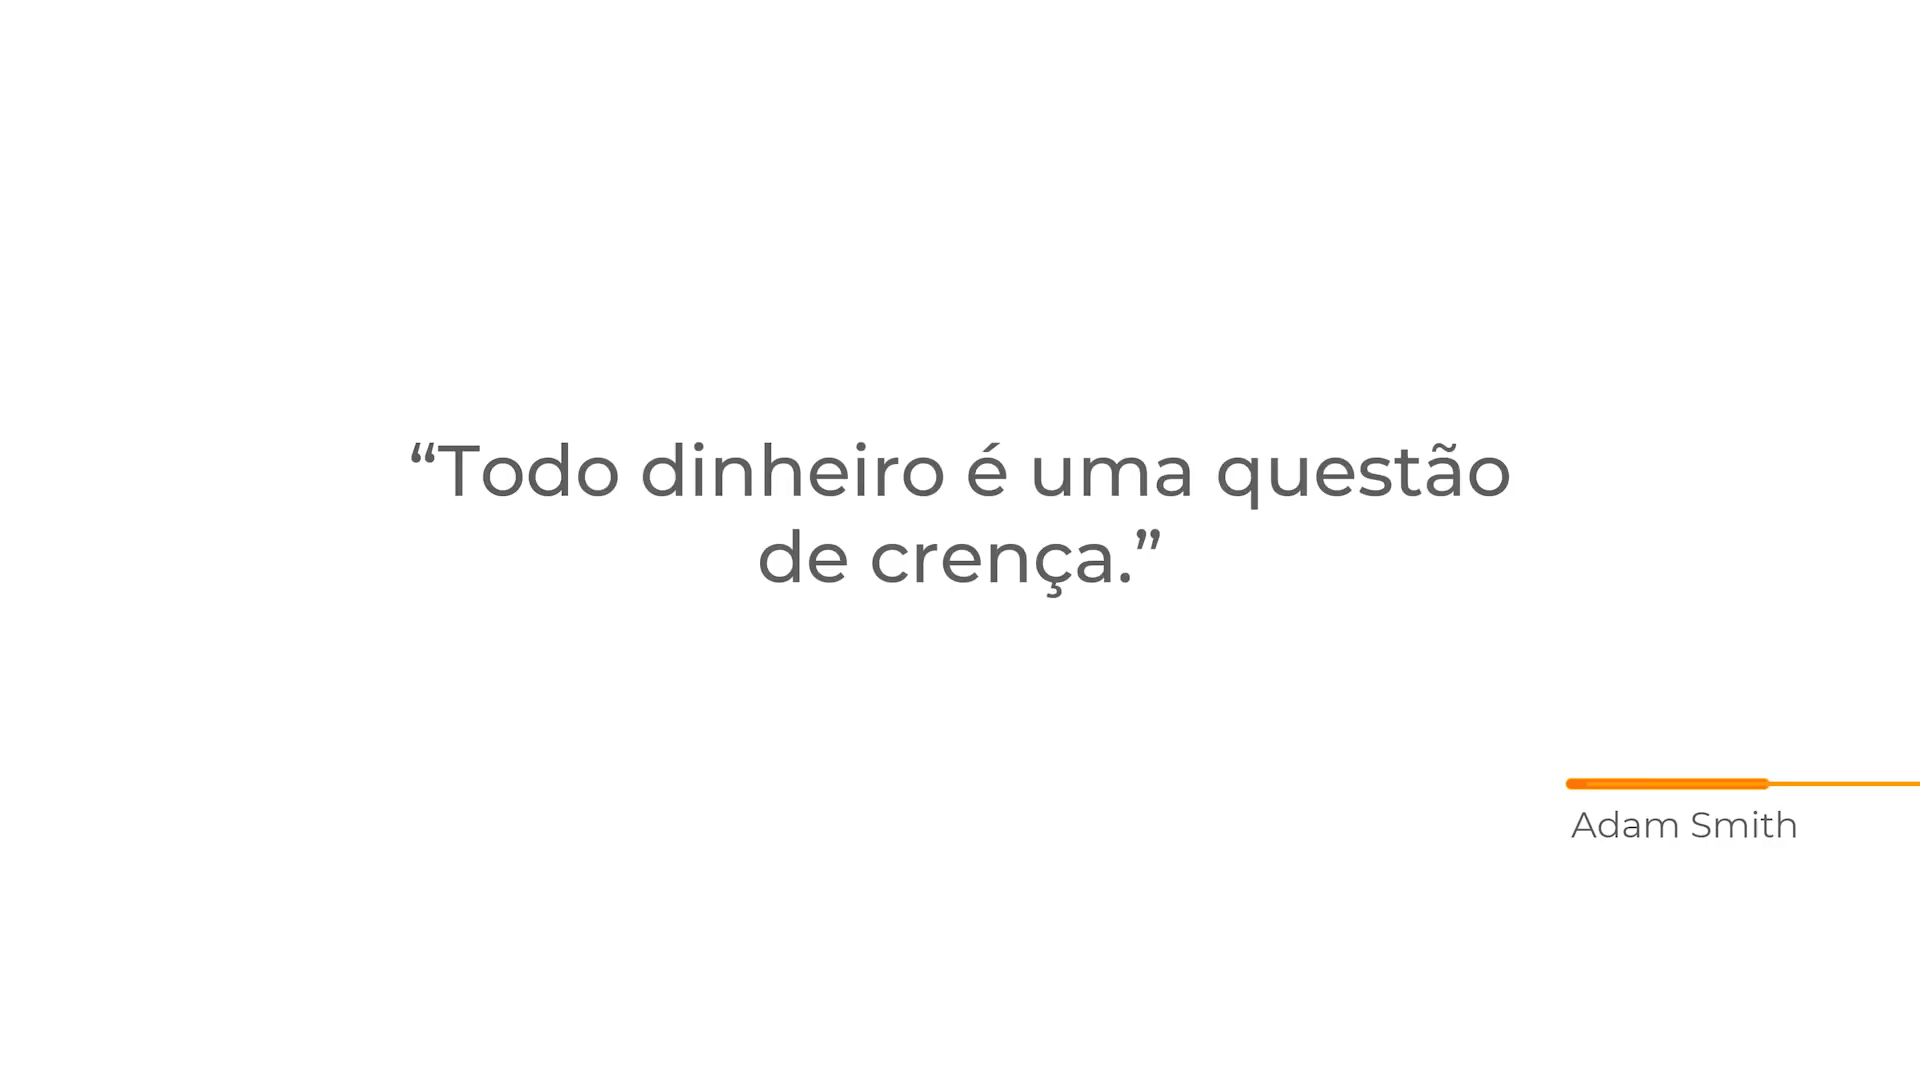 “Todo dinheiro é uma questão
de crença.”
Adam Smith